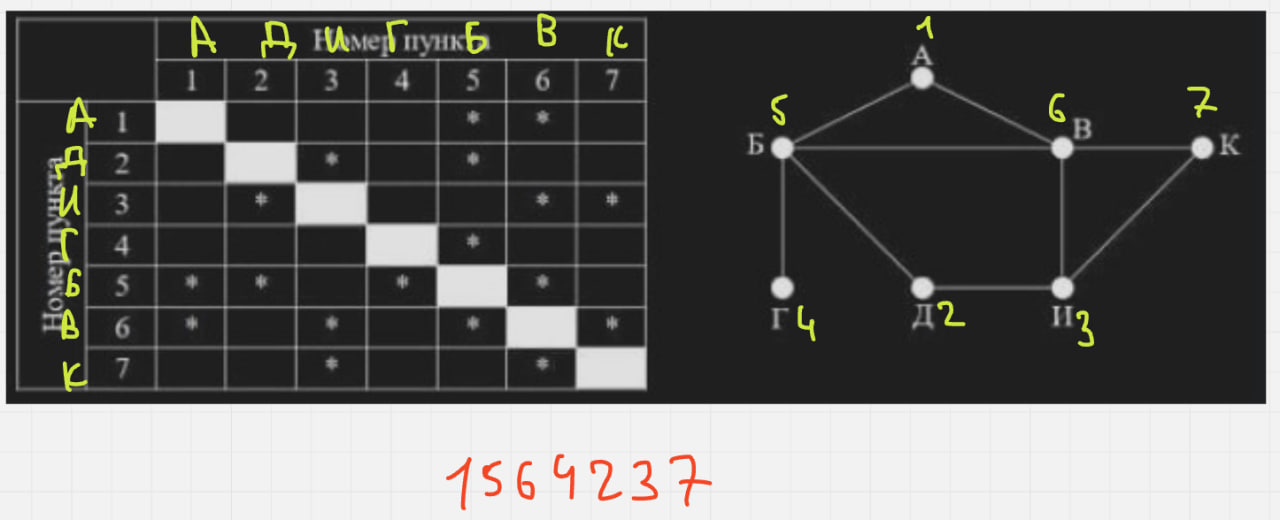 А Д И Г Б В К
Номер пункта
1 2 3 4 5 6 7
Номер пункта
А 1 * *
Д 2 * *
И 3 * * *
Г 4 *
Б 5 * * * *
В 6 * * * *
К 7 * *
1
А
5 6 7
Б В К
Г 4 Д 2 И 3
1564237